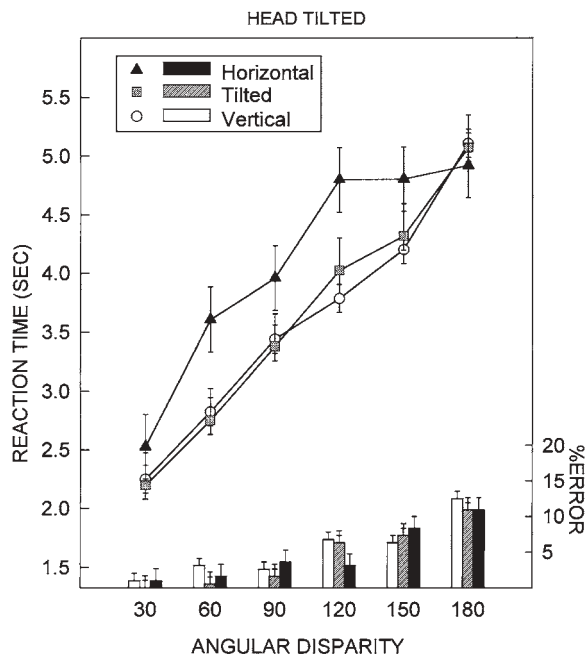 HEAD TILTED
Horizontal
Tilted
Vertical
REACTION TIME (SEC)
5.5
5.0
4.5
4.0
3.5
3.0
2.5
2.0
1.5
20
15
10
5
%ERROR
30 60 90 120 150 180
ANGULAR DISPARITY